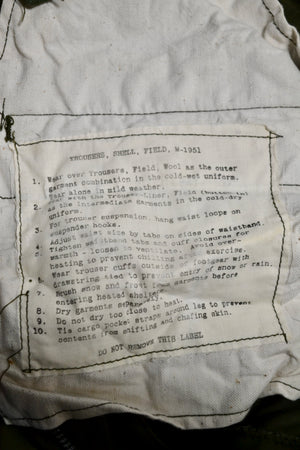 TROUSERS, SHELL, FIELD, M-1951
1. Wear over Trousers, Field, Wool as the outer
garment combination in the cold-wet uniform.
Wear alone in mild weather.
2. with the Trouser-Liner, Field
as Intermediate garments in the cold-dry
uniform.
3. For trouser suspension, hang waist loops on
suspender hooks.
4. Adjust waist size by tabs on sides of waistband.
5. Tighten waistband tabs and cuff closures for
warmth - loosen to ventilate. Avoid over-
heating to prevent chilling after exercise.
6. Wear trouser cuffs outside of footgear with
drawstring tied to prevent entry of snow or rain.
7. Brush snow and frost from garments before
entering heated shelter.
8. Dry garments separately.
9. Do not dry too close to heat.
10. Tie cargo pocket straps around leg to prevent
contents from shifting and chafing skin.
DO NOT REMOVE THIS LABEL